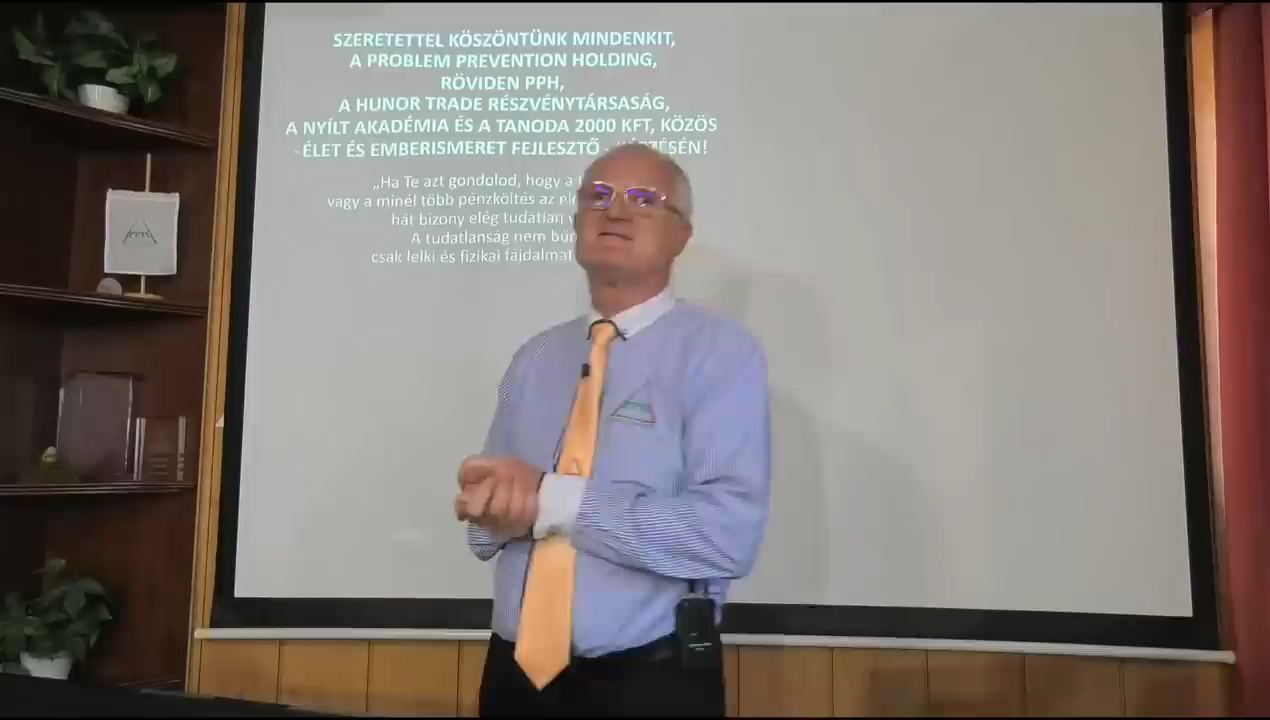 SZERETETTEL KÖSZÖNTÜNK MINDENKIT,
A PROBLEM PREVENTION HOLDING,
RÖVIDEN PPH,
A HUNOR TRADE RÉSZVÉNYTÁRSASÁG,
A NYÍLT AKADÉMIA ÉS A TANODA 2000 KFT, KÖZÖS
- ÉLET ÉS EMBERISMERET FEJLESZTŐ -
„Ha Te azt gondolod, hogy a
vagy a minél több pénzköltés az
hát bizony elég tudatlan
A tudatlanság nem
csak lelki és fizikai